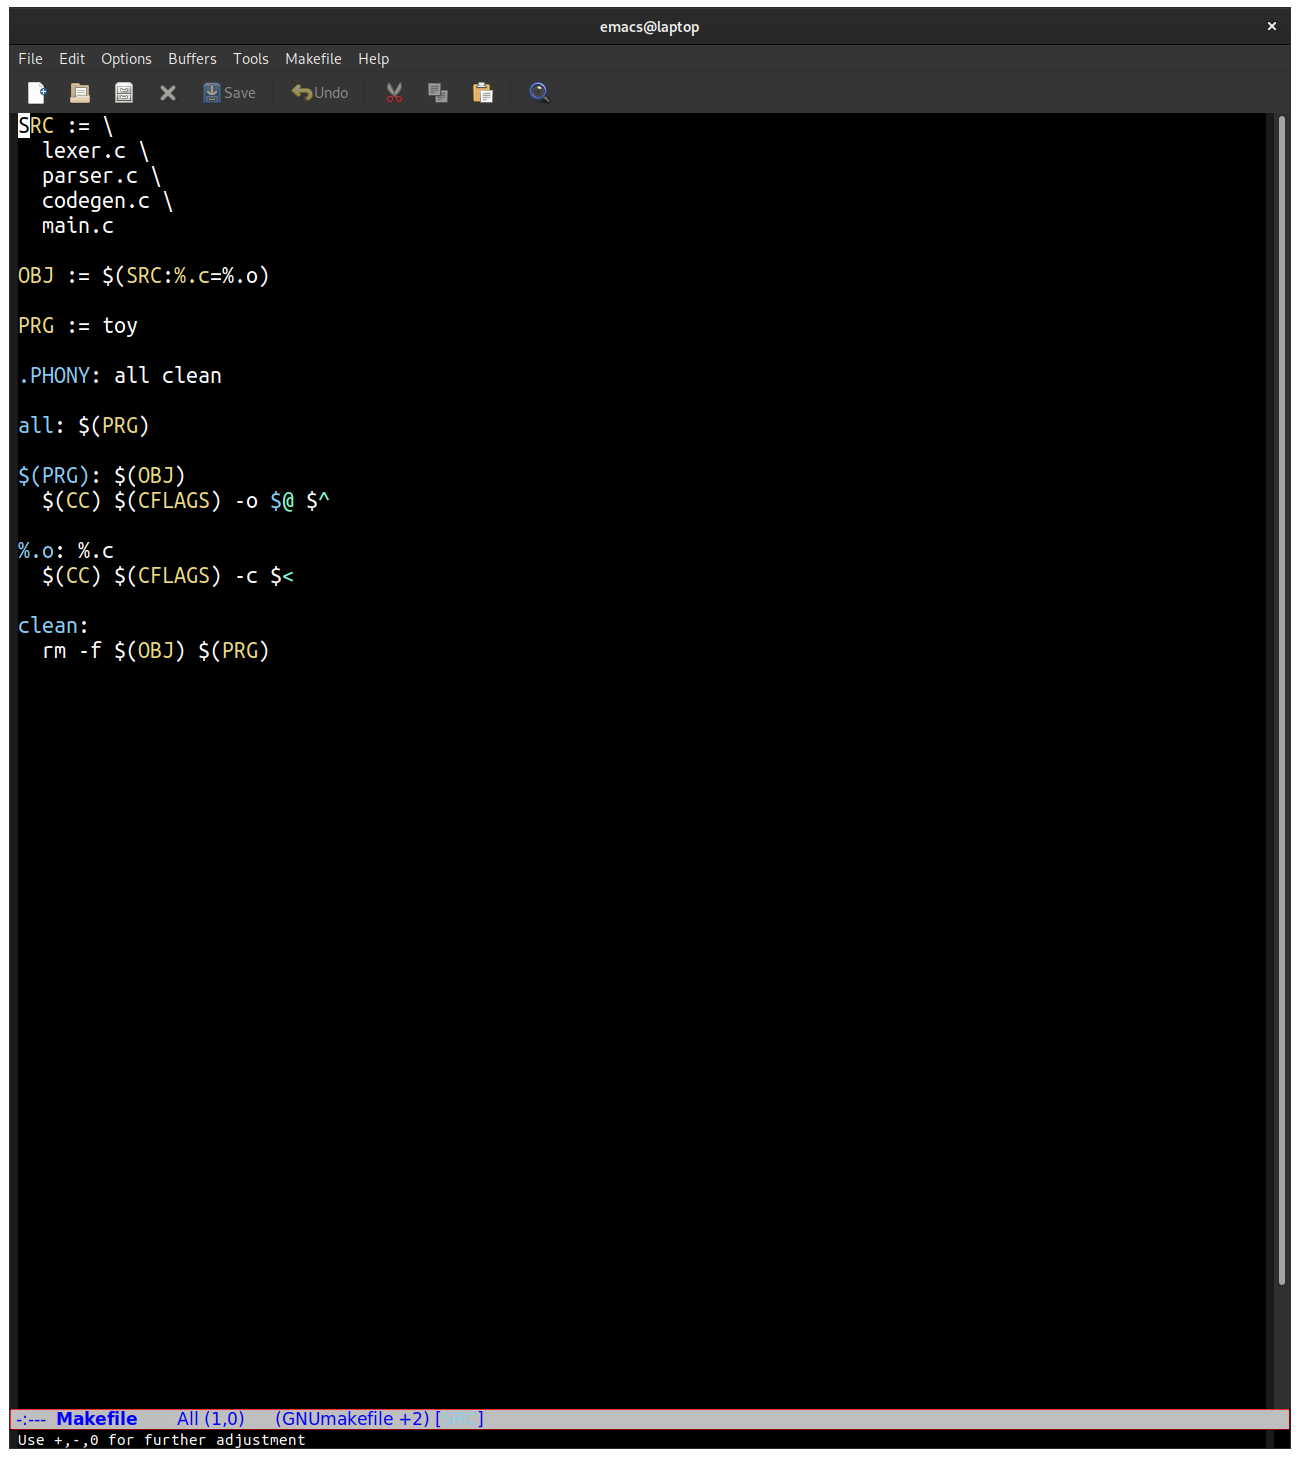 emacs@laptop ×
File Edit Options Buffers Tools Makefile Help
Save Undo
SRC := \
  lexer.c \
  parser.c \
  codegen.c \
  main.c

OBJ := $(SRC:%.c=%.o)

PRG := toy

.PHONY: all clean

all: $(PRG)

$(PRG): $(OBJ)
  $(CC) $(CFLAGS) -o $@ $^

%.o: %.c
  $(CC) $(CFLAGS) -c $<

clean:
  rm -f $(OBJ) $(PRG)
-:--- Makefile All (1,0) (GNUmakefile +2) [SRC]
Use +,-,0 for further adjustment